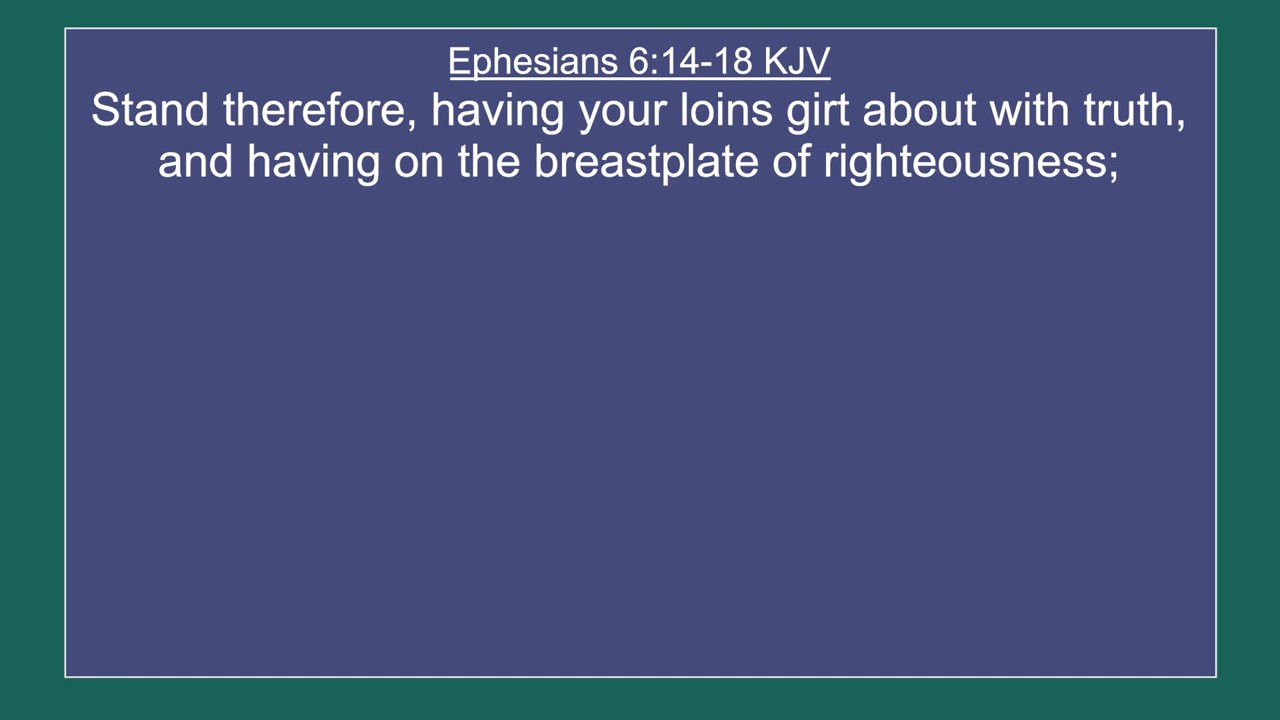 Ephesians 6:14-18 KJV
Stand therefore, having your loins girt about with truth,
and having on the breastplate of righteousness;